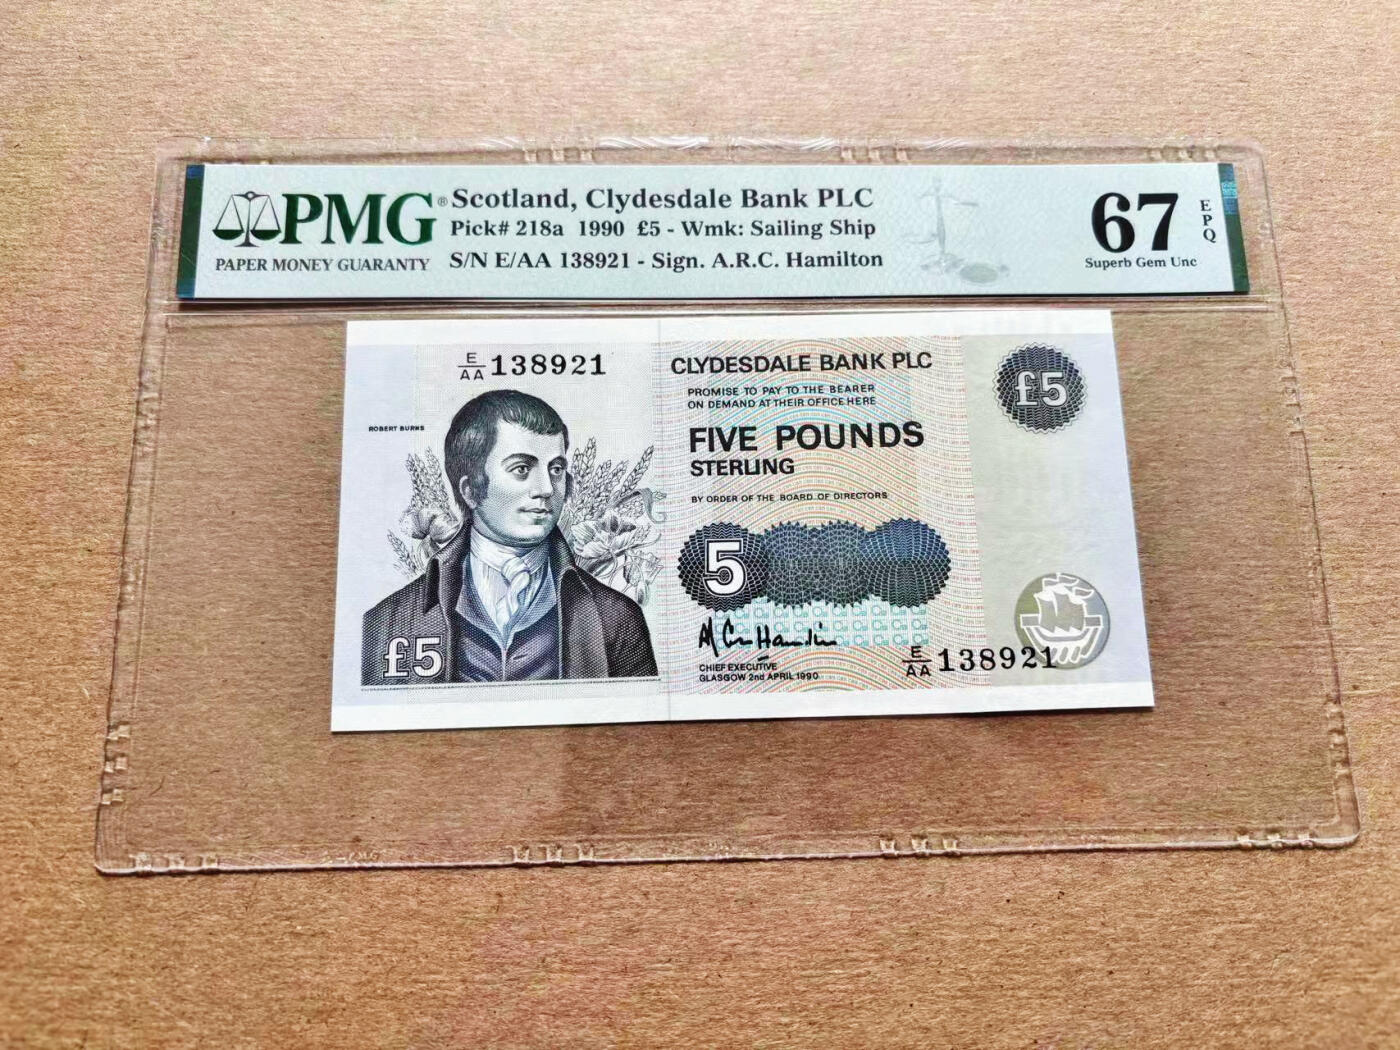 PMG®
PAPER MONEY GUARANTY
Scotland, Clydesdale Bank PLC
Pick# 218a 1990 £5 - Wmk: Sailing Ship
S/N E/AA 138921 - Sign. A.R.C. Hamilton
67
EPQ
Superb Gem Unc
E/AA 138921
ROBERT BURNS
£5
CLYDESDALE BANK PLC
PROMISE TO PAY TO THE BEARER
ON DEMAND AT THEIR OFFICE HERE
FIVE POUNDS
STERLING
BY ORDER OF THE BOARD OF DIRECTORS
5
CHIEF EXECUTIVE
GLASGOW 2nd APRIL 1990
£5
E/AA 138921